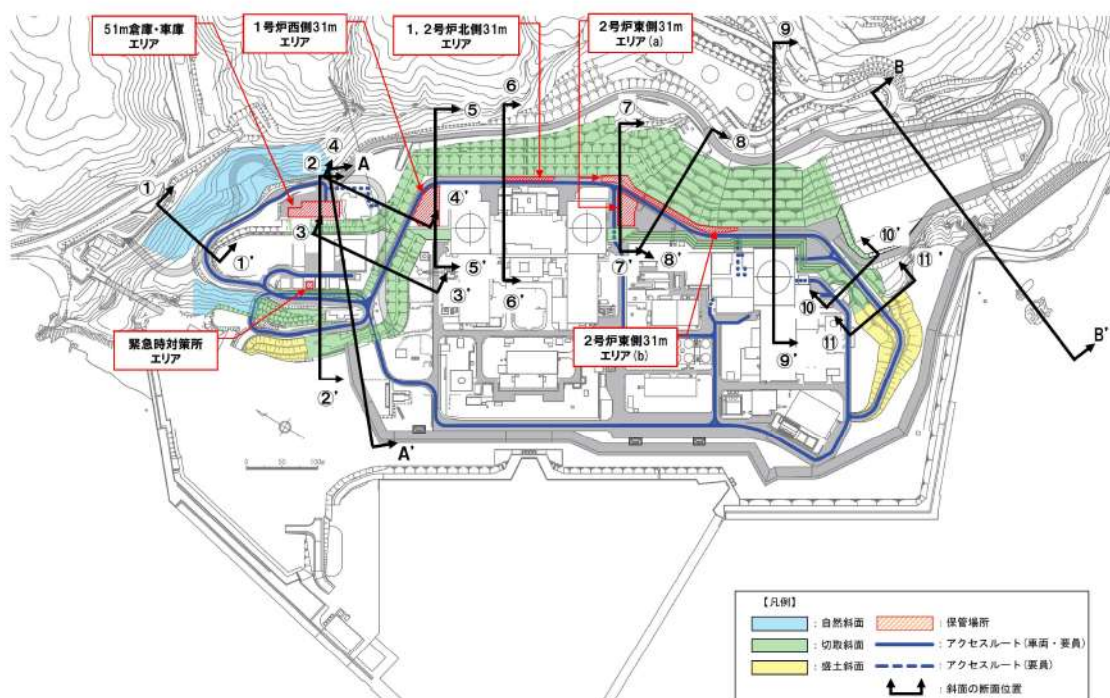 51m倉庫・車庫
エリア
1号炉西側31m
エリア
1,2号炉北側31m
エリア
2号炉東側31m
エリア(a)
⑨
B
⑥
⑤
⑦
⑧
④
②
A
①
④'
③
⑩'
⑪'
①'
⑤'
③'
⑥'
⑦'
⑧'
⑩
⑪
緊急時対策所
エリア
2号炉東側31m
エリア(b)
⑨'
B'
②'
A'
0 50 100m
【凡例】
:自然斜面
:保管場所
:切取斜面
:アクセスルート(車両・要員)
:盛土斜面
:アクセスルート(要員)
:斜面の断面位置